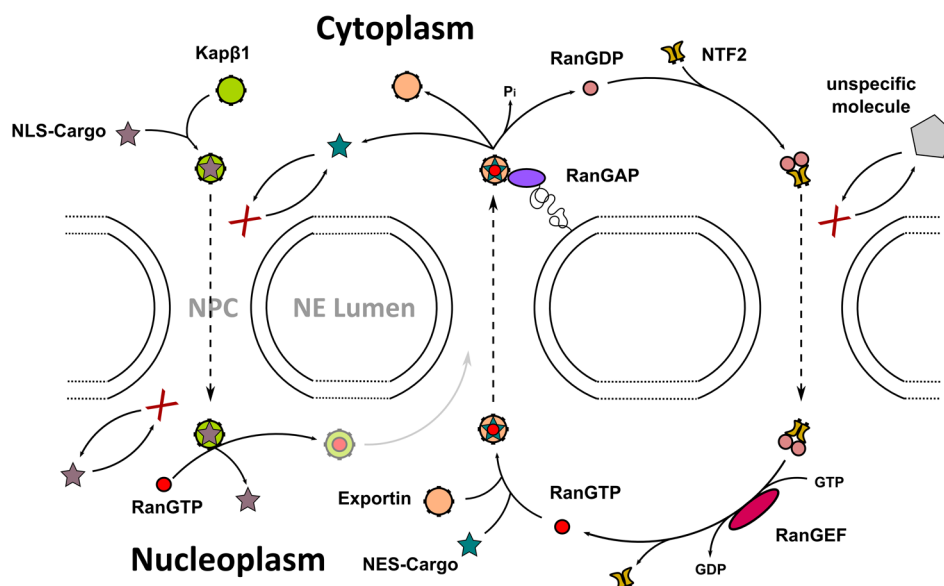 Cytoplasm
Kapβ1
RanGDP
NTF2
Pi
unspecific
molecule
NLS-Cargo
RanGAP
NPC
NE Lumen
RanGTP
Exportin
RanGTP
GTP
RanGEF
NES-Cargo
GDP
Nucleoplasm